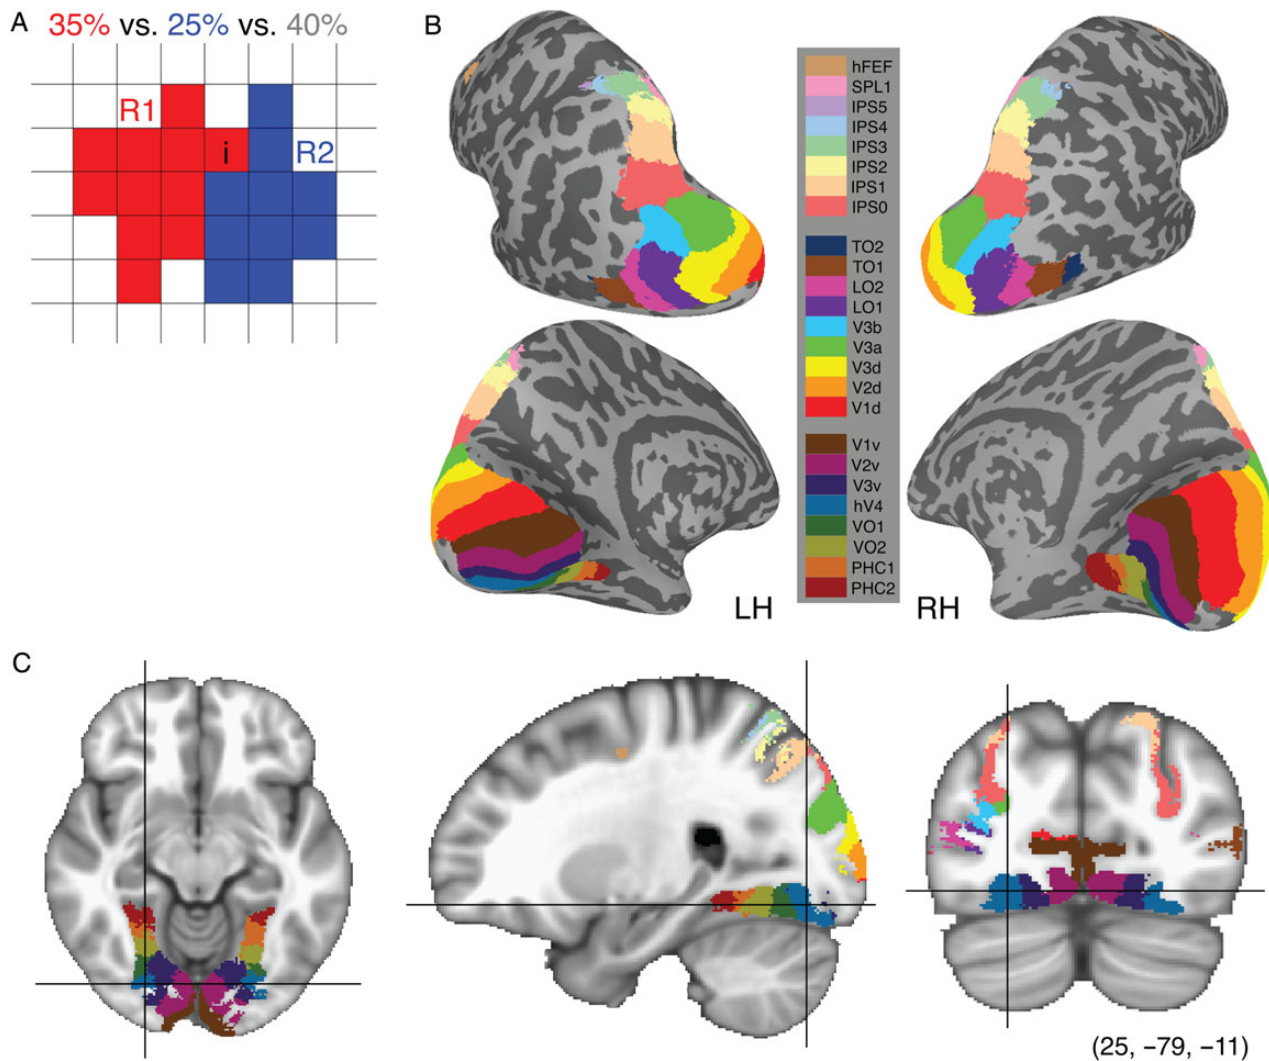 A
35% vs. 25% vs. 40%
R1
i
R2
B
hFEF
SPL1
IPS5
IPS4
IPS3
IPS2
IPS1
IPS0
TO2
TO1
LO2
LO1
V3b
V3a
V3d
V2d
V1d
V1v
V2v
V3v
hV4
VO1
VO2
PHC1
PHC2
LH
RH
C
(25, −79, −11)